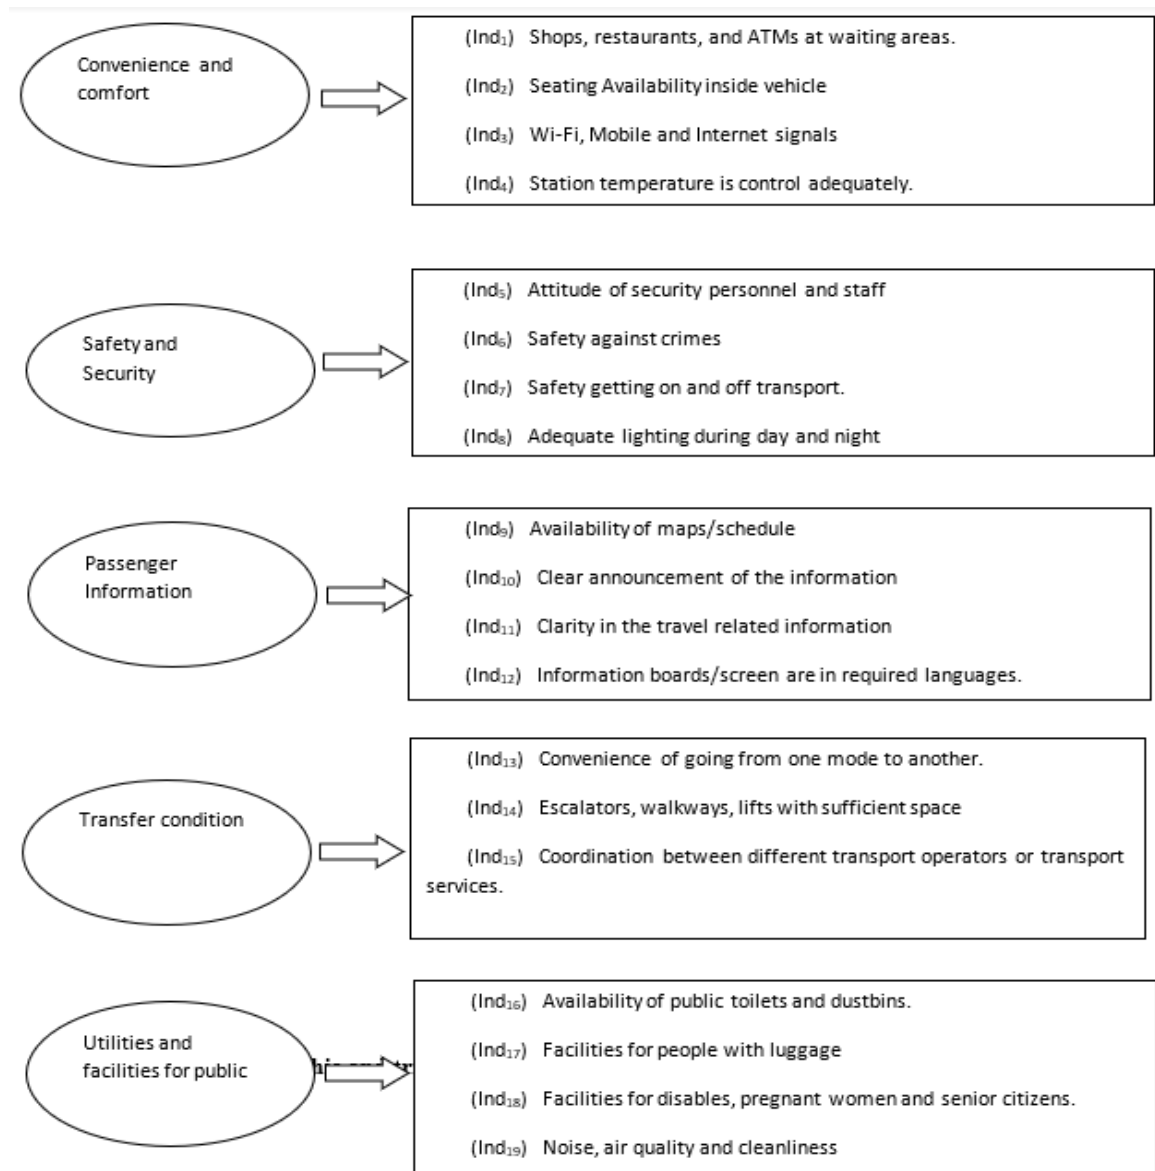 Convenience and
comfort
(Ind₁) Shops, restaurants, and ATMs at waiting areas.
(Ind₂) Seating Availability inside vehicle
(Ind₃) Wi-Fi, Mobile and Internet signals
(Ind₄) Station temperature is control adequately.
Safety and
Security
(Ind₅) Attitude of security personnel and staff
(Ind₆) Safety against crimes
(Ind₇) Safety getting on and off transport.
(Ind₈) Adequate lighting during day and night
Passenger
Information
(Ind₉) Availability of maps/schedule
(Ind₁₀) Clear announcement of the information
(Ind₁₁) Clarity in the travel related information
(Ind₁₂) Information boards/screen are in required languages.
Transfer condition
(Ind₁₃) Convenience of going from one mode to another.
(Ind₁₄) Escalators, walkways, lifts with sufficient space
(Ind₁₅) Coordination between different transport operators or transport
services.
Utilities and
facilities for public
(Ind₁₆) Availability of public toilets and dustbins.
(Ind₁₇) Facilities for people with luggage
(Ind₁₈) Facilities for disables, pregnant women and senior citizens.
(Ind₁₉) Noise, air quality and cleanliness